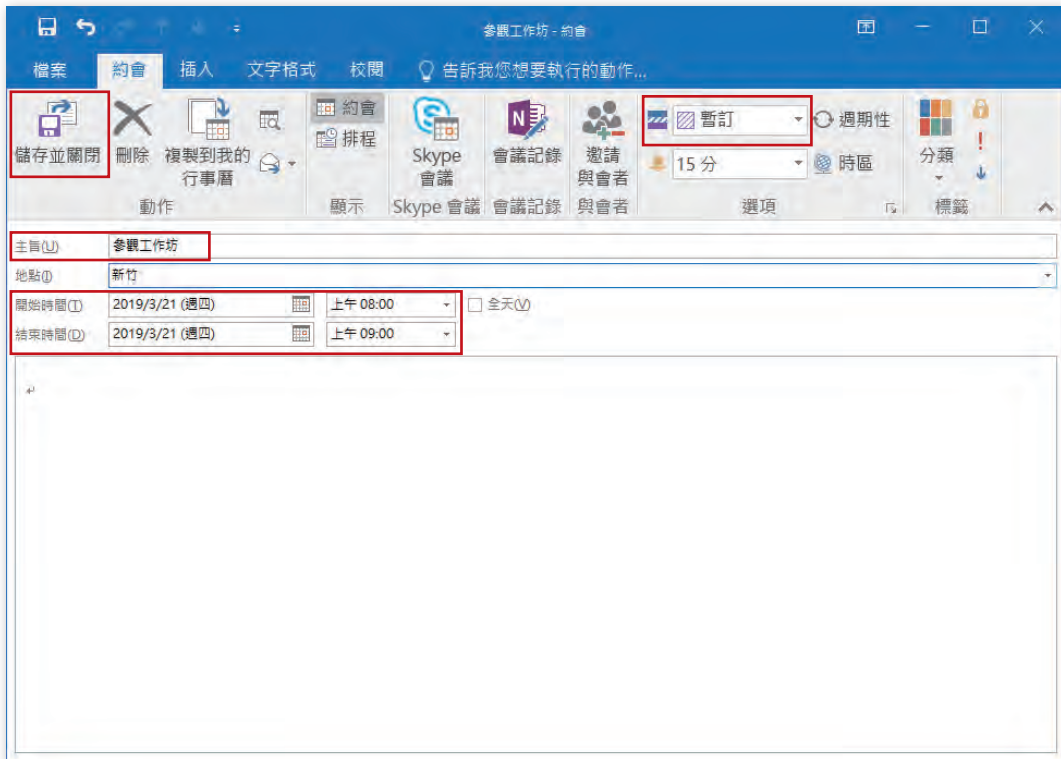 參觀工作坊 - 約會
檔案 約會 插入 文字格式 校閱 告訴我您想要執行的動作...
儲存並關閉 刪除 複製到我的行事曆
約會
排程
Skype 會議
會議記錄
邀請與會者
暫訂 週期性
15 分 時區
分類
動作 顯示 Skype 會議 會議記錄 與會者 選項 標籤
主旨(U) 參觀工作坊
地點(I) 新竹
開始時間(T) 2019/3/21 (週四) 上午 08:00 全天(V)
結束時間(D) 2019/3/21 (週四) 上午 09:00